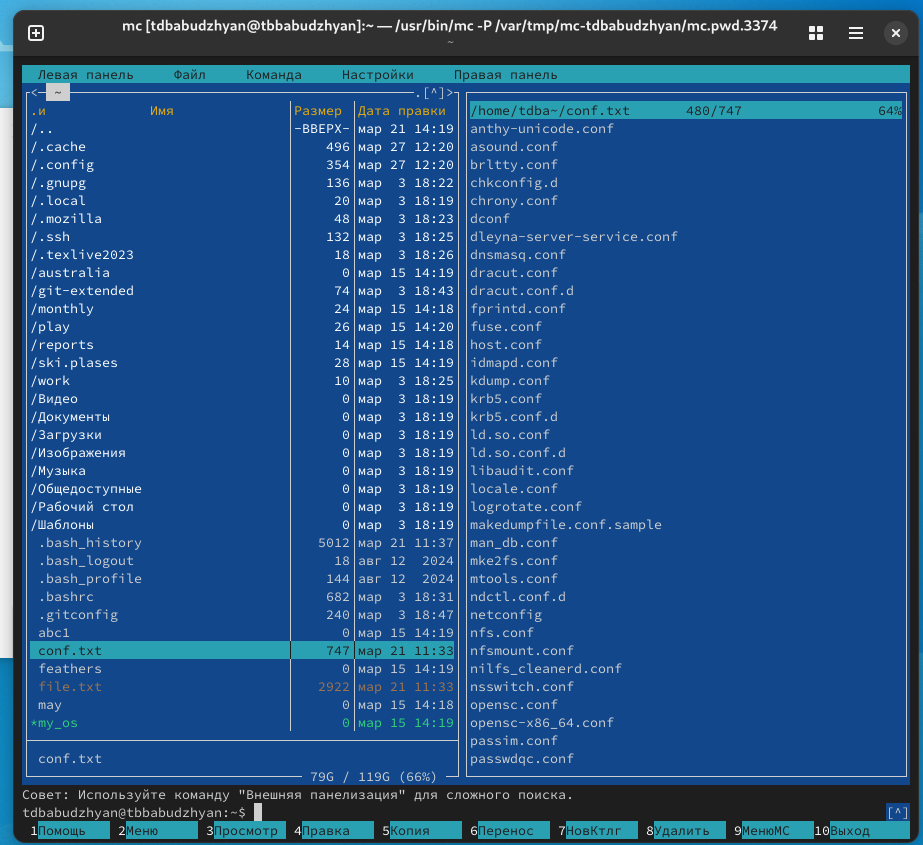 mc [tdbabudzhyan@tbbabudzhyan]:~ — /usr/bin/mc -P /var/tmp/mc-tdbabudzhyan/mc.pwd.3374
~
Левая панель Файл Команда Настройки Правая панель
<─ ~ .[^]>
.и Имя Размер Дата правки
/.. -ВВЕРХ- мар 21 14:19
/.cache 496 мар 27 12:20
/.config 354 мар 27 12:20
/.gnupg 136 мар 3 18:22
/.local 20 мар 3 18:19
/.mozilla 48 мар 3 18:23
/.ssh 132 мар 3 18:25
/.texlive2023 18 мар 3 18:26
/australia 0 мар 15 14:19
/git-extended 74 мар 3 18:43
/monthly 24 мар 15 14:18
/play 26 мар 15 14:20
/reports 14 мар 15 14:18
/ski.plases 28 мар 15 14:19
/work 10 мар 3 18:25
/Видео 0 мар 3 18:19
/Документы 0 мар 3 18:19
/Загрузки 0 мар 3 18:19
/Изображения 0 мар 3 18:19
/Музыка 0 мар 3 18:19
/Общедоступные 0 мар 3 18:19
/Рабочий стол 0 мар 3 18:19
/Шаблоны 0 мар 3 18:19
.bash_history 5012 мар 21 11:37
.bash_logout 18 авг 12 2024
.bash_profile 144 авг 12 2024
.bashrc 682 мар 3 18:31
.gitconfig 240 мар 3 18:47
abc1 0 мар 15 14:19
conf.txt 747 мар 21 11:33
feathers 0 мар 15 14:19
file.txt 2922 мар 21 11:33
may 0 мар 15 14:18
*my_os 0 мар 15 14:19
conf.txt
79G / 119G (66%)
/home/tdba~/conf.txt 480/747 64%
anthy-unicode.conf
asound.conf
brltty.conf
chkconfig.d
chrony.conf
dconf
dleyna-server-service.conf
dnsmasq.conf
dracut.conf
dracut.conf.d
fprintd.conf
fuse.conf
host.conf
idmapd.conf
kdump.conf
krb5.conf
krb5.conf.d
ld.so.conf
ld.so.conf.d
libaudit.conf
locale.conf
logrotate.conf
makedumpfile.conf.sample
man_db.conf
mke2fs.conf
mtools.conf
ndctl.conf.d
netconfig
nfs.conf
nfsmount.conf
nilfs_cleanerd.conf
nsswitch.conf
opensc.conf
opensc-x86_64.conf
passim.conf
passwdqc.conf
Совет: Используйте команду "Внешняя панелизация" для сложного поиска.
tdbabudzhyan@tbbabudzhyan:~$ [^]
1Помощь 2Меню 3Просмотр 4Правка 5Копия 6Перенос 7НовКтлг 8Удалить 9МенюMC 10Выход